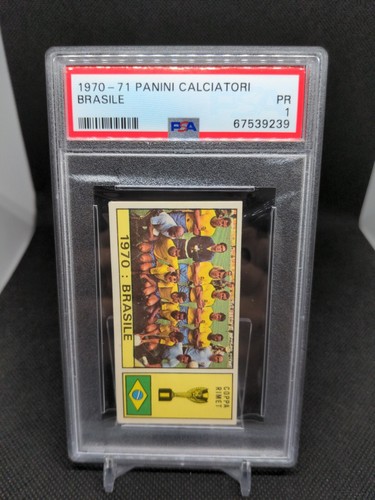 1970-71 PANINI CALCIATORI
BRASILE
PR
1
PSA
67539239
1970: BRASILE
COPPA
RIMET